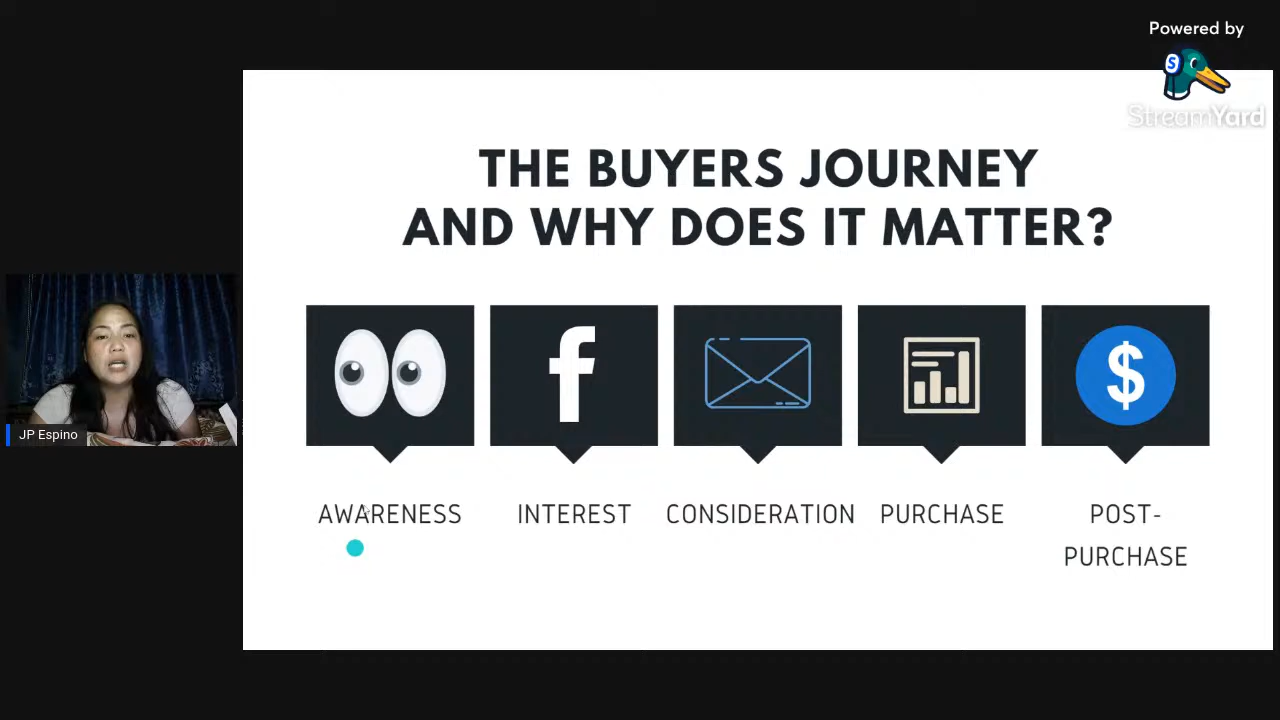 Powered by
StreamYard
THE BUYERS JOURNEY
AND WHY DOES IT MATTER?
JP Espino
AWARENESS
INTEREST
CONSIDERATION
PURCHASE
POST-
PURCHASE